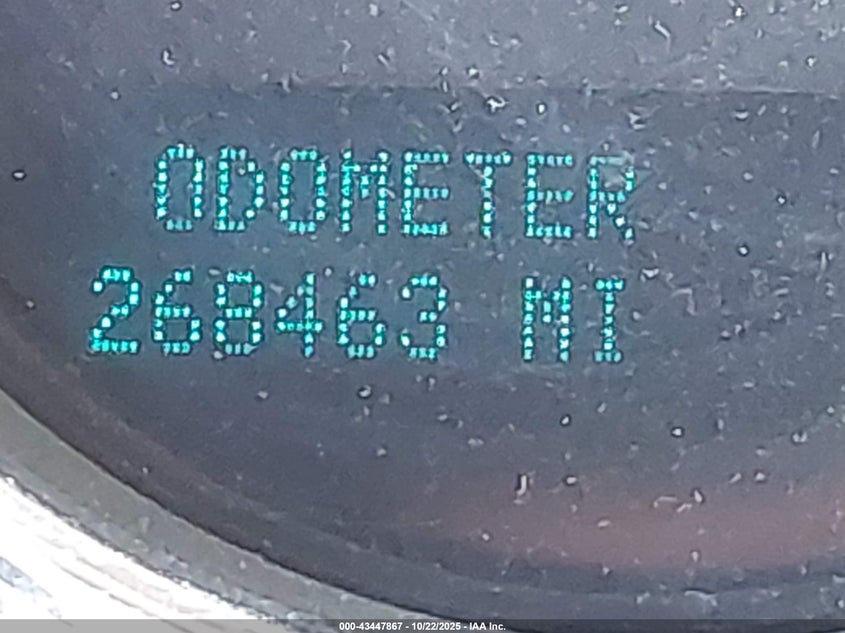 ODOMETER
268463 MI
000-43447867 - 10/22/2025 - IAA Inc.